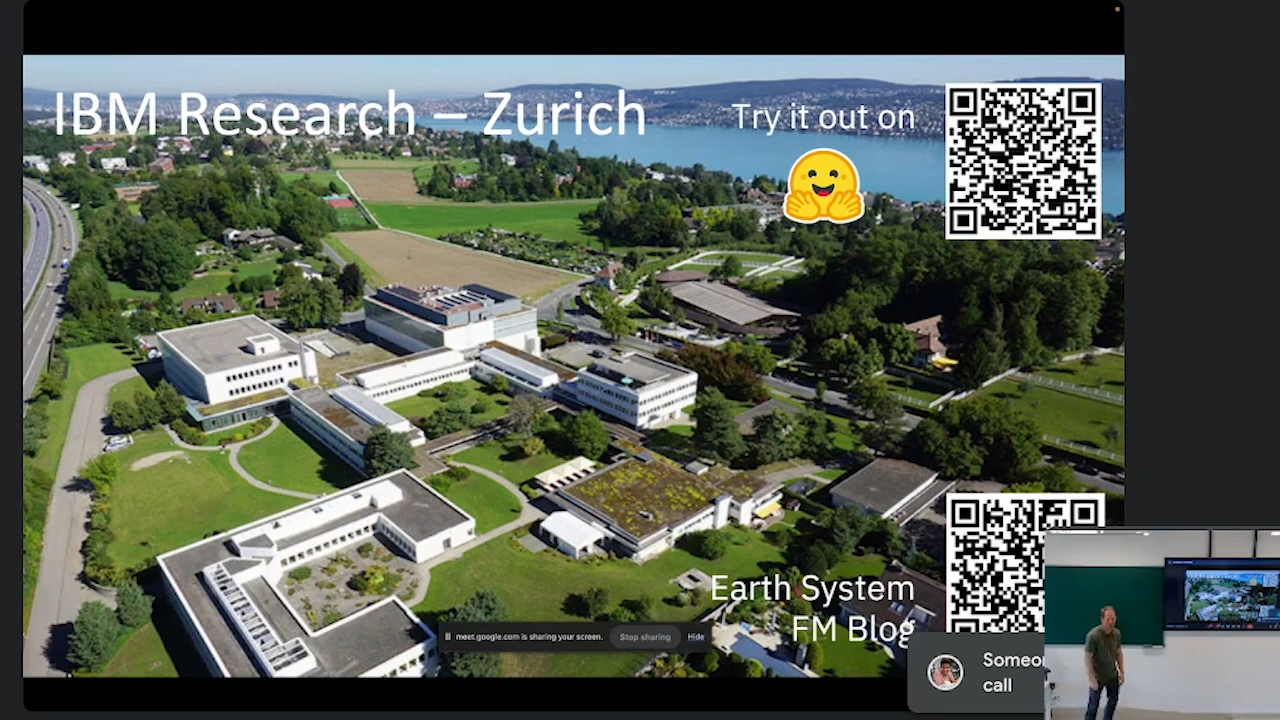 IBM Research – Zurich
Try it out on
Earth System
FM Blog
meet.google.com is sharing your screen.
Stop sharing
Hide
call